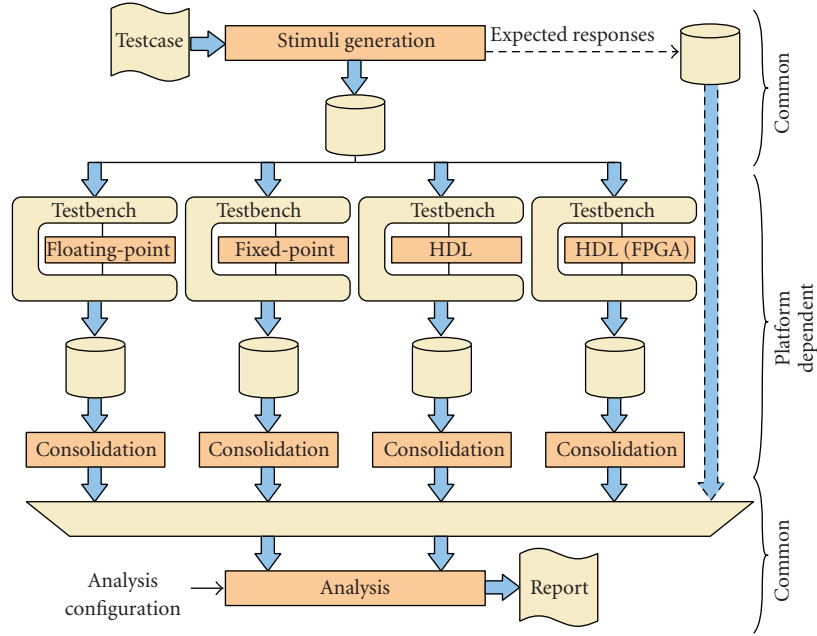 Testcase
Stimuli generation
Expected responses
Common
Testbench
Testbench
Testbench
Testbench
Floating-point
Fixed-point
HDL
HDL (FPGA)
Platform
dependent
Consolidation
Consolidation
Consolidation
Consolidation
Common
Analysis
configuration
Analysis
Report